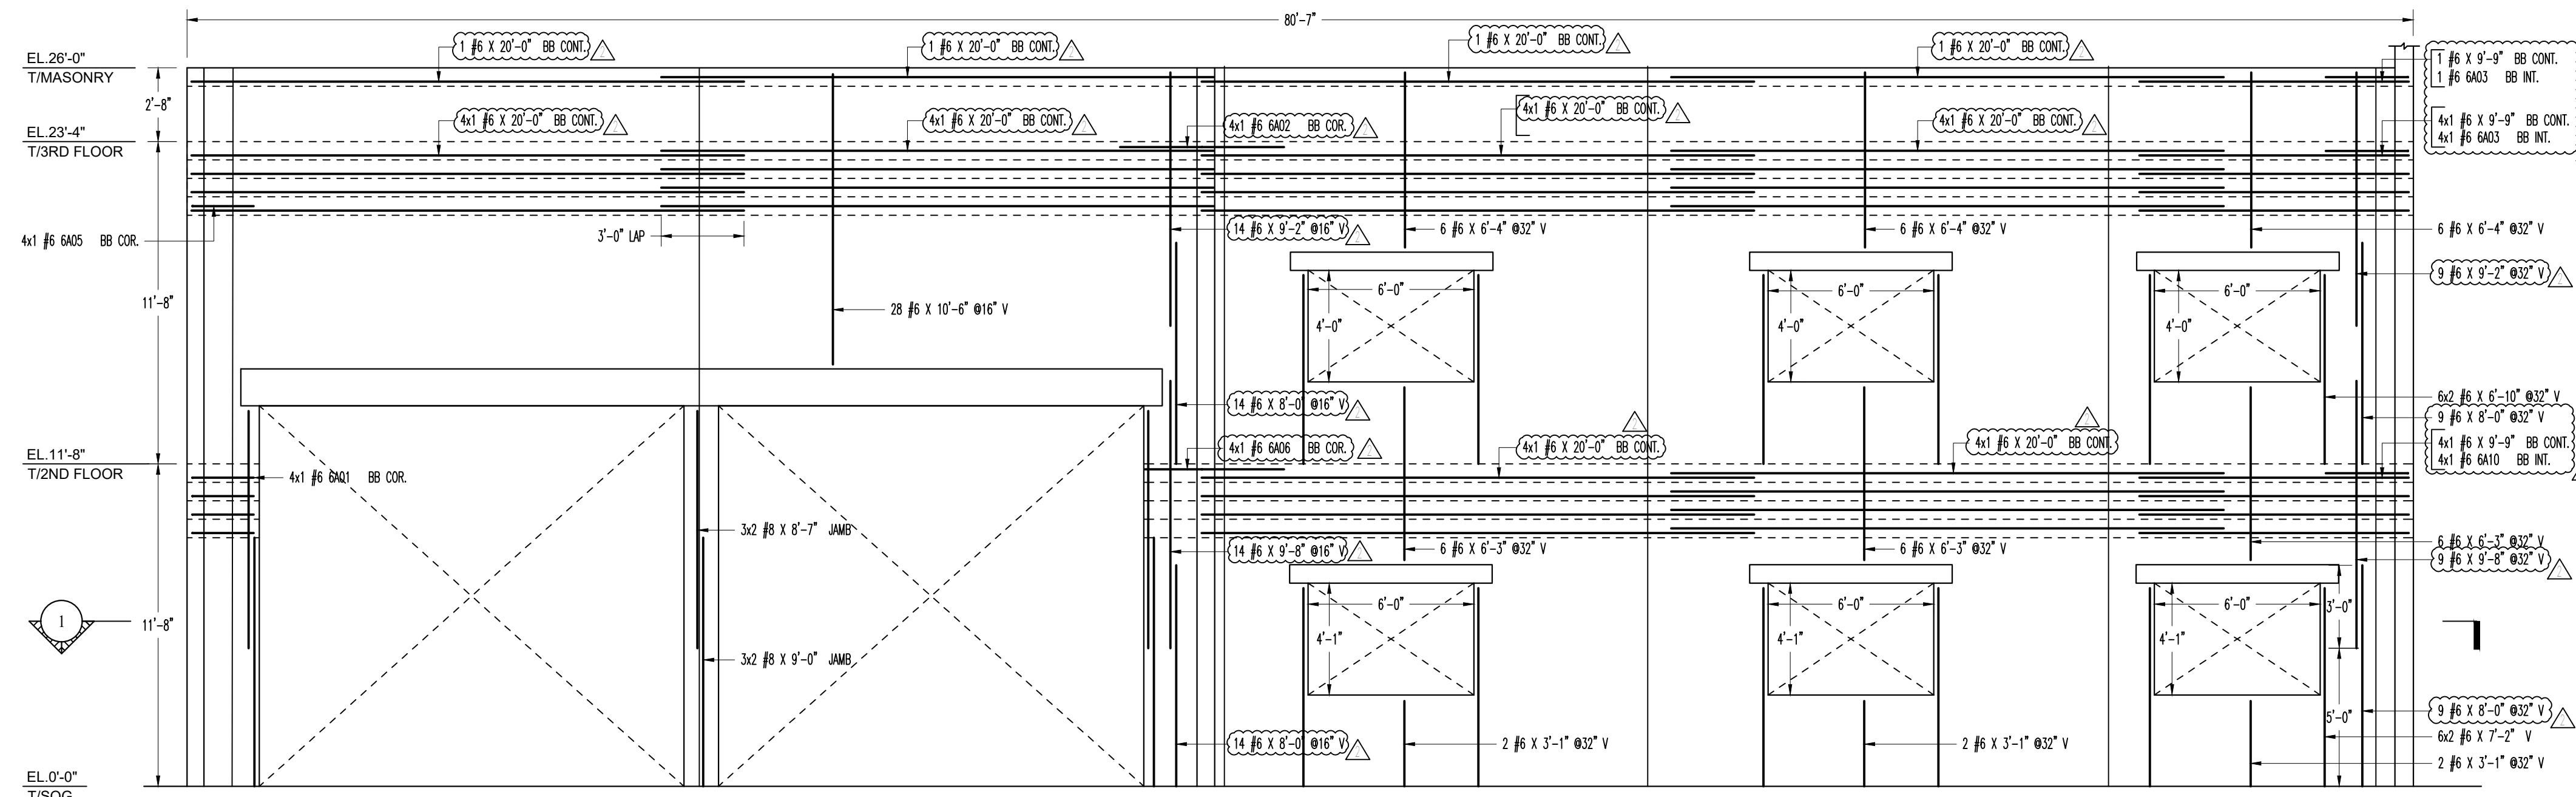 80'-7"
1 #6 X 20'-0" BB CONT.
1 #6 X 20'-0" BB CONT.
1 #6 X 20'-0" BB CONT.
1 #6 X 20'-0" BB CONT.
1 #6 X 9'-9" BB CONT.
1 #6 6A03 BB INT.
EL.26'-0"
T/MASONRY
2'-8"
4x1 #6 X 20'-0" BB CONT.
4x1 #6 X 20'-0" BB CONT.
4x1 #6 6A02 BB COR.
4x1 #6 X 20'-0" BB CONT.
4x1 #6 X 20'-0" BB CONT.
4x1 #6 X 9'-9" BB CONT.
4x1 #6 6A03 BB INT.
EL.23'-4"
T/3RD FLOOR
4x1 #6 6A05 BB COR.
3'-0" LAP
14 #6 X 9'-2" @16" V
6 #6 X 6'-4" @32" V
6 #6 X 6'-4" @32" V
6 #6 X 6'-4" @32" V
9 #6 X 9'-2" @32" V
11'-8"
28 #6 X 10'-6" @16" V
6'-0"
4'-0"
6'-0"
4'-0"
6'-0"
4'-0"
14 #6 X 8'-0" @16" V
6x2 #6 X 6'-10" @32" V
9 #6 X 8'-0" @32" V
4x1 #6 6A06 BB COR.
4x1 #6 X 20'-0" BB CONT.
4x1 #6 X 20'-0" BB CONT.
4x1 #6 X 9'-9" BB CONT.
4x1 #6 6A10 BB INT.
EL.11'-8"
T/2ND FLOOR
4x1 #6 6A01 BB COR.
3x2 #8 X 8'-7" JAMB
14 #6 X 9'-8" @16" V
6 #6 X 6'-3" @32" V
6 #6 X 6'-3" @32" V
6 #6 X 6'-3" @32" V
9 #6 X 9'-8" @32" V
1
11'-8"
6'-0"
4'-1"
6'-0"
4'-1"
6'-0"
4'-1"
3'-0"
3x2 #8 X 9'-0" JAMB
5'-0"
14 #6 X 8'-0" @16" V
2 #6 X 3'-1" @32" V
2 #6 X 3'-1" @32" V
9 #6 X 8'-0" @32" V
6x2 #6 X 7'-2" V
2 #6 X 3'-1" @32" V
EL.0'-0"
T/SOG